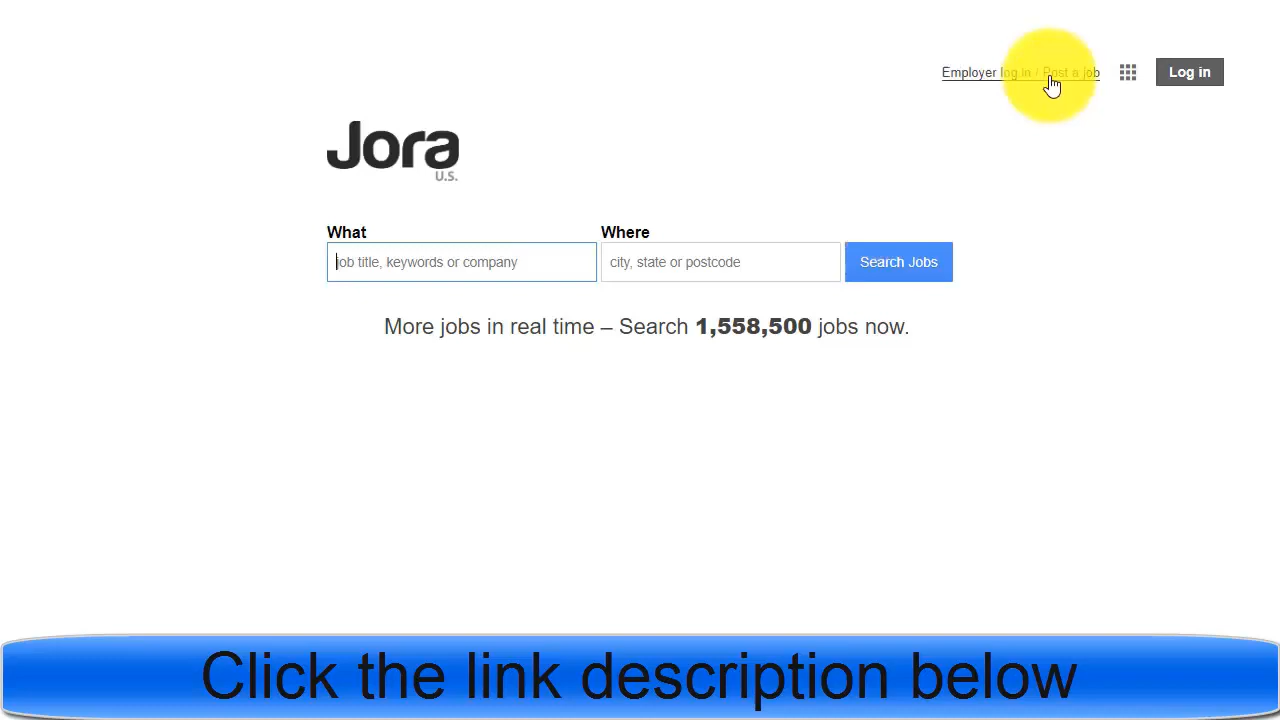 Employer log in / Post a job
Log in
Jora
U.S.
What
Where
job title, keywords or company
city, state or postcode
Search Jobs
More jobs in real time – Search 1,558,500 jobs now.
Click the link description below